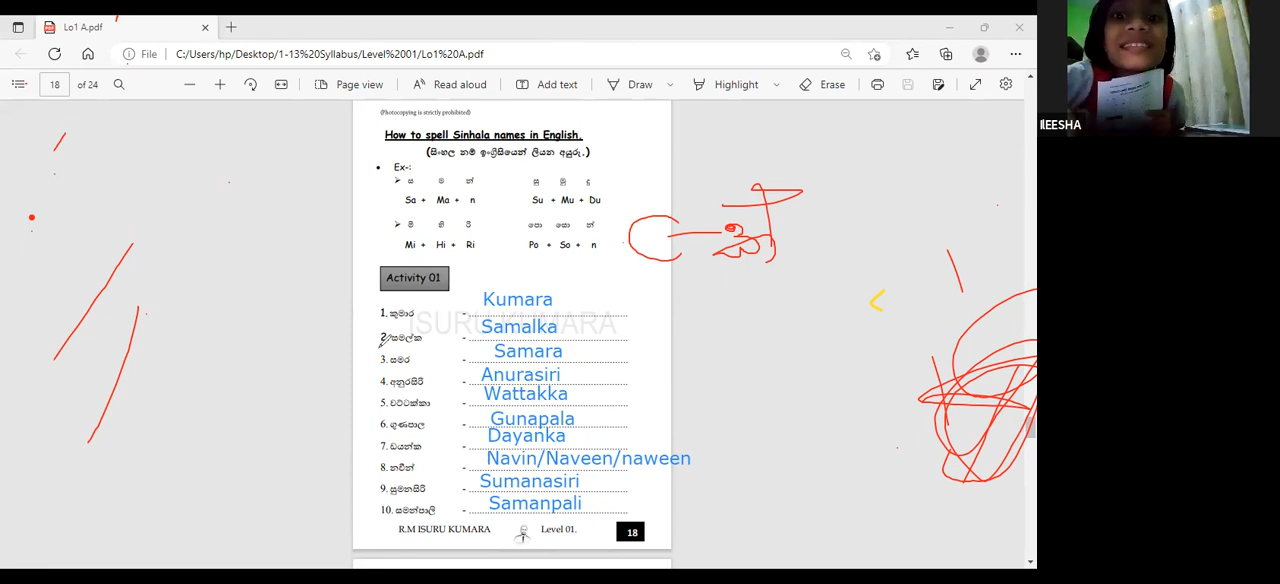 Lo1 A.pdf
File C:/Users/hp/Desktop/1-13%20Syllabus/Level%2001/Lo1%20A.pdf
18 of 24 Page view Read aloud Add text Draw Highlight Erase
(Photocopying is strictly prohibited)
How to spell Sinhala names in English.
(සිංහල නම් ඉංග්‍රීසියෙන් ලියන අයුරු.)
Ex-:
ස ම න් සු මු දු
Sa + Ma + n Su + Mu + Du
මි හි රි පො සො න්
Mi + Hi + Ri Po + So + n
Activity 01
ISURU KUMARA
1. කුමාර - Kumara
2. සමල්ක - Samalka
3. සමර - Samara
4. අනුරසිරි - Anurasiri
5. වට්ටක්කා - Wattakka
6. ගුණපාල - Gunapala
7. ඩයන්ක - Dayanka
8. නවීන් - Navin/Naveen/naween
9. සුමනසිරි - Sumanasiri
10. සමන්පාලි - Samanpali
R.M ISURU KUMARA Level 01. 18
EESHA